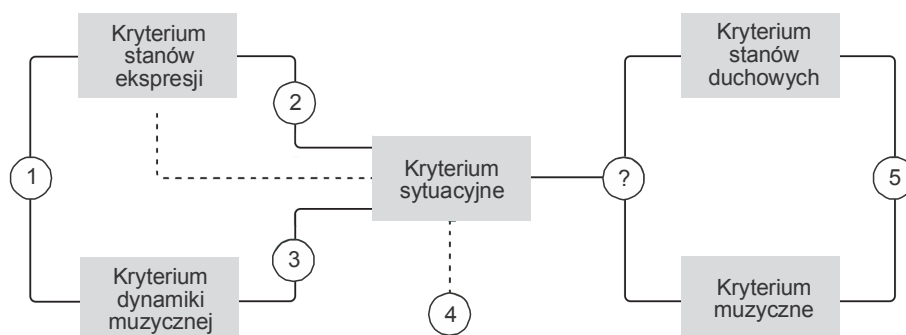 Kryterium
stanów
ekspresji
Kryterium
stanów
duchowych
2
Kryterium
sytuacyjne
1
?
5
3
Kryterium
dynamiki
muzycznej
4
Kryterium
muzyczne